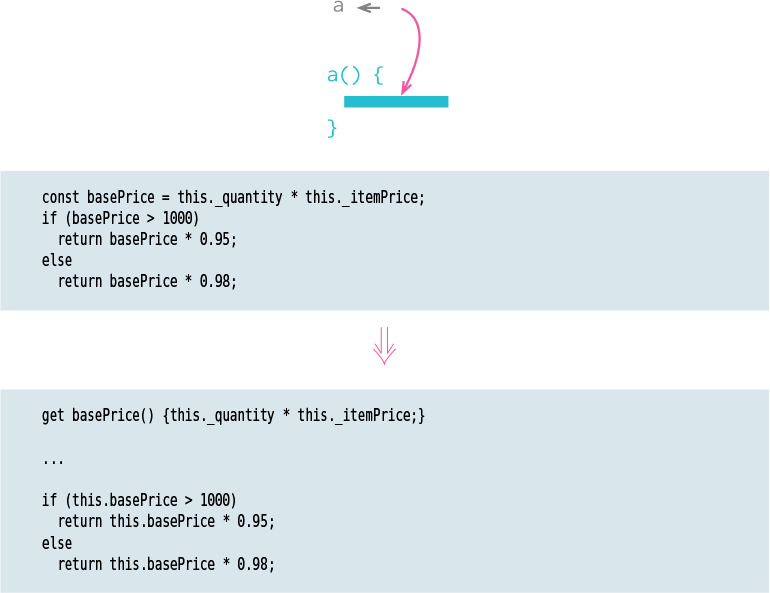 a
a() {
}
const basePrice = this._quantity * this._itemPrice;
if (basePrice > 1000)
  return basePrice * 0.95;
else
  return basePrice * 0.98;
get basePrice() {this._quantity * this._itemPrice;}
...
if (this.basePrice > 1000)
  return this.basePrice * 0.95;
else
  return this.basePrice * 0.98;